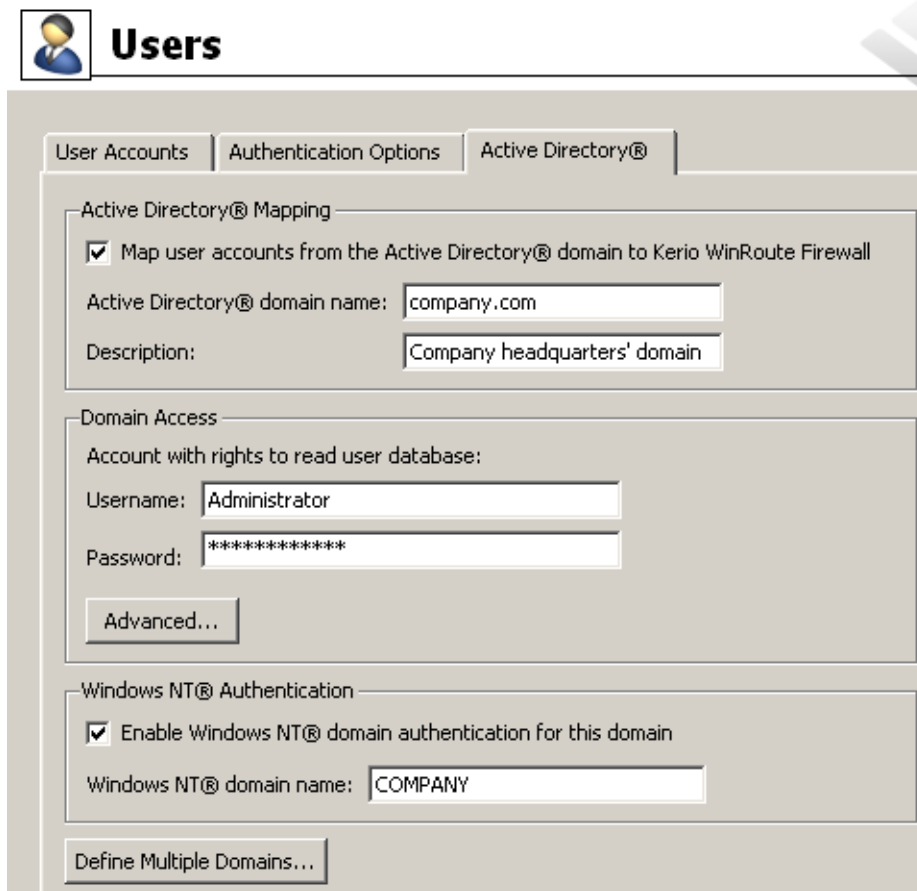 Users
User Accounts Authentication Options Active Directory®
Active Directory® Mapping
Map user accounts from the Active Directory® domain to Kerio WinRoute Firewall
Active Directory® domain name: company.com
Description: Company headquarters' domain
Domain Access
Account with rights to read user database:
Username: Administrator
Password: ************
Advanced...
Windows NT® Authentication
Enable Windows NT® domain authentication for this domain
Windows NT® domain name: COMPANY
Define Multiple Domains...